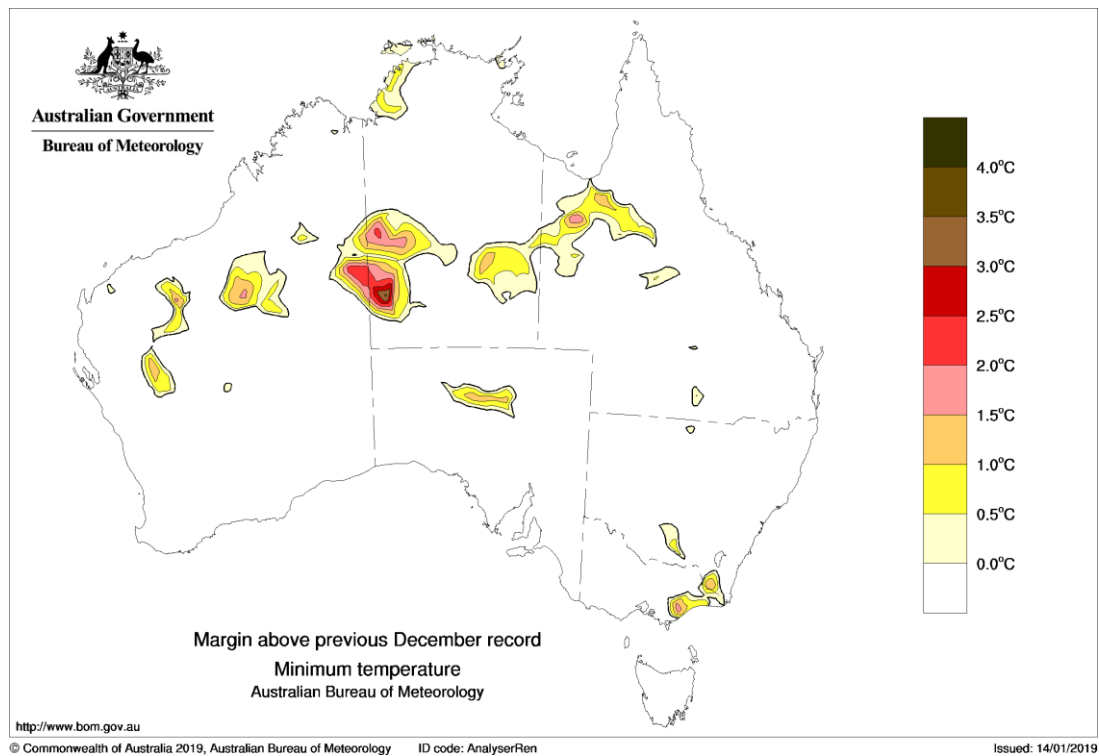 Australian Government
Bureau of Meteorology
4.0°C
3.5°C
3.0°C
2.5°C
2.0°C
1.5°C
1.0°C
0.5°C
0.0°C
Margin above previous December record
Minimum temperature
Australian Bureau of Meteorology
http://www.bom.gov.au
© Commonwealth of Australia 2019, Australian Bureau of Meteorology ID code: AnalyserRen Issued: 14/01/2019